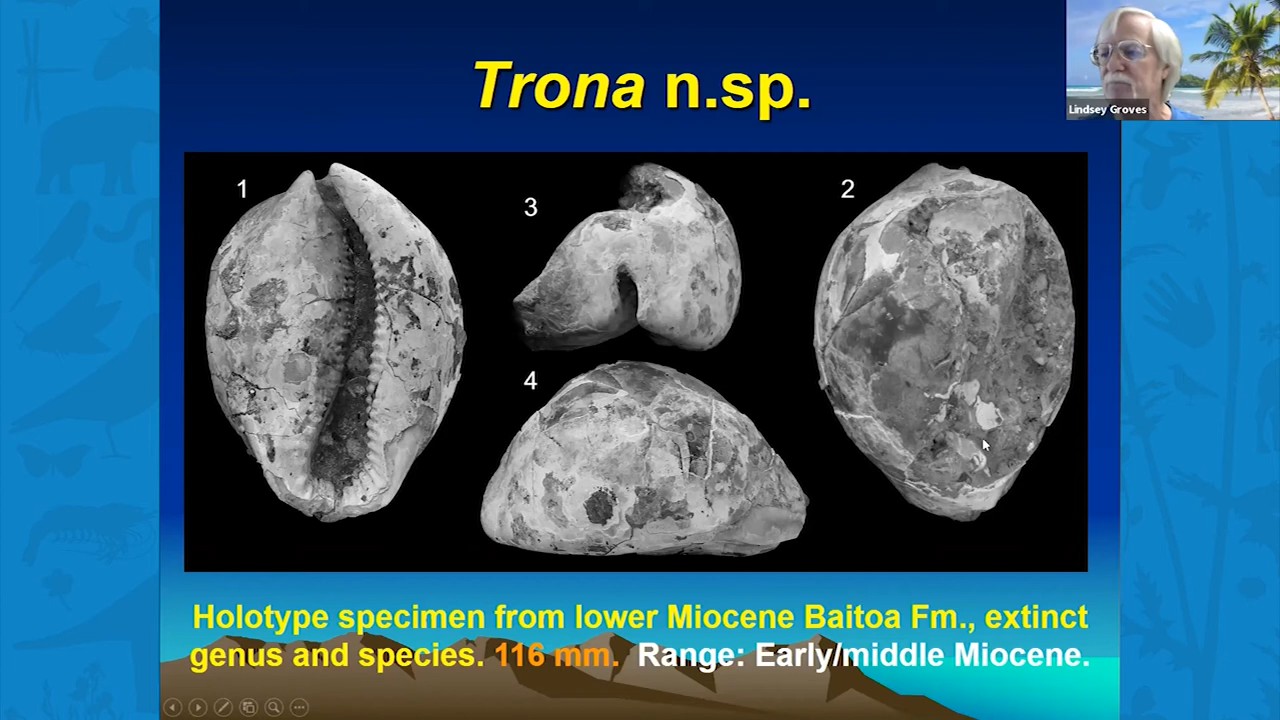 Trona n.sp.
Lindsey Groves
1
3
2
4
Holotype specimen from lower Miocene Baitoa Fm., extinct
genus and species. 116 mm. Range: Early/middle Miocene.